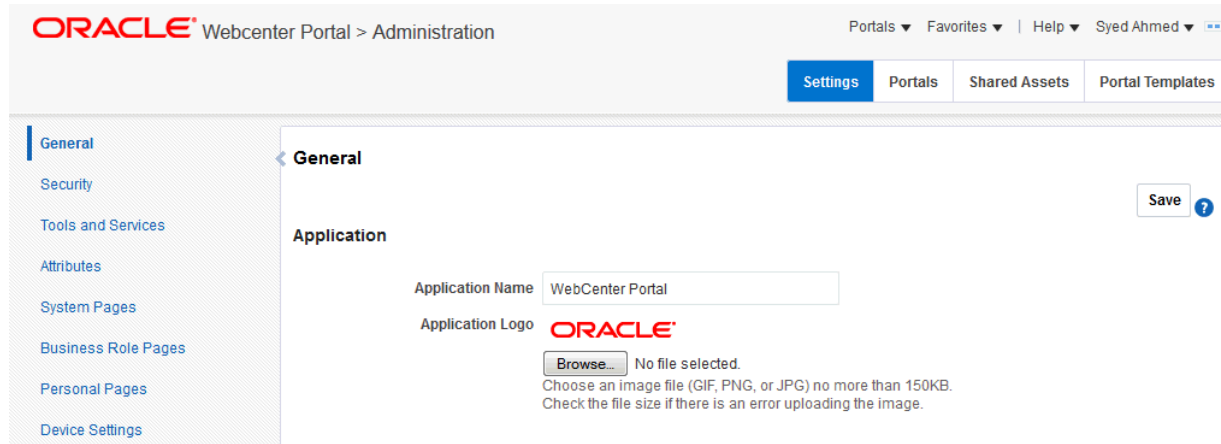 ORACLE Webcenter Portal > Administration
Portals Favorites | Help Syed Ahmed
Settings Portals Shared Assets Portal Templates
General
Security
Tools and Services
Attributes
System Pages
Business Role Pages
Personal Pages
Device Settings
General
Save ?
Application
Application Name WebCenter Portal
Application Logo ORACLE
Browse... No file selected.
Choose an image file (GIF, PNG, or JPG) no more than 150KB.
Check the file size if there is an error uploading the image.